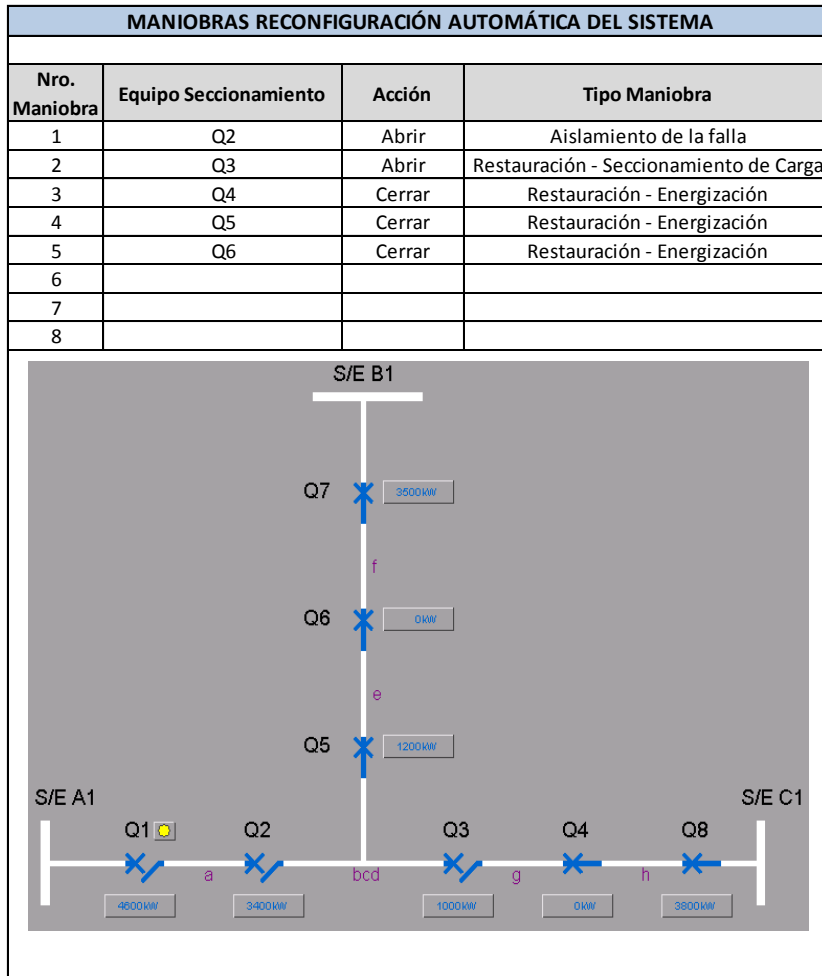 MANIOBRAS RECONFIGURACIÓN AUTOMÁTICA DEL SISTEMA
Nro. Maniobra Equipo Seccionamiento Acción Tipo Maniobra
1 Q2 Abrir Aislamiento de la falla
2 Q3 Abrir Restauración - Seccionamiento de Carga
3 Q4 Cerrar Restauración - Energización
4 Q5 Cerrar Restauración - Energización
5 Q6 Cerrar Restauración - Energización
6
7
8
S/E B1
Q7 3500kW
f
Q6 0kW
e
Q5 1200kW
S/E A1 S/E C1
Q1 Q2 Q3 Q4 Q8
a bcd g h
4600kW 3400kW 1000kW 0kW 3800kW